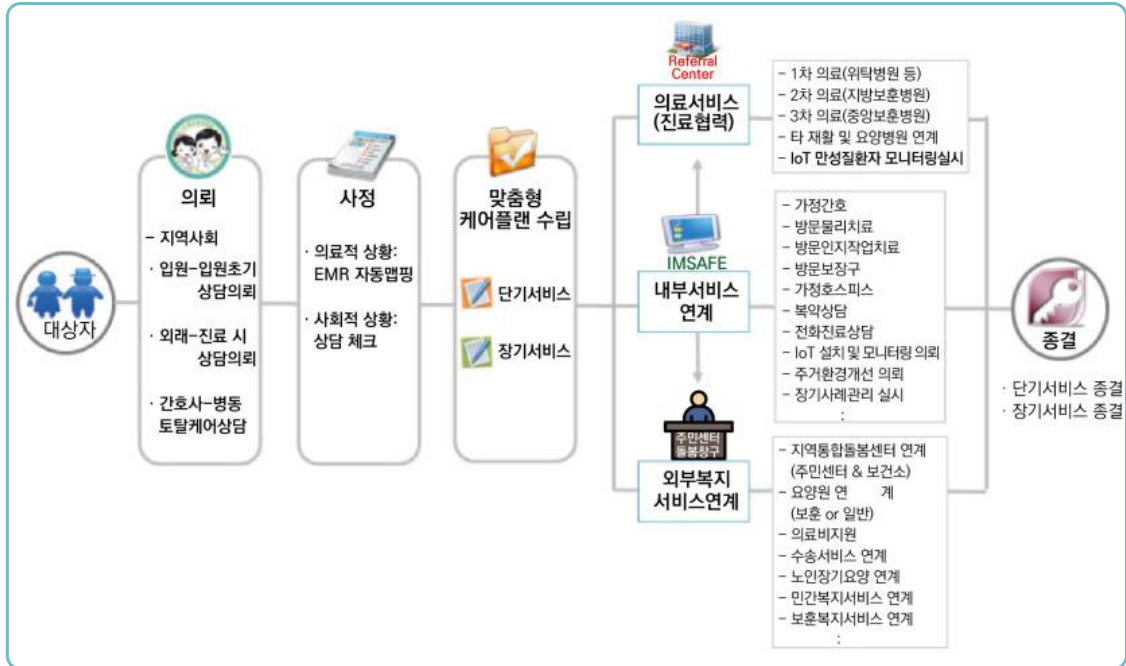 대상자
의뢰
– 지역사회
· 입원–입원초기
상담의뢰
· 외래–진료 시
상담의뢰
· 간호사–병동
토탈케어상담
사정
· 의료적 상황:
EMR 자동맵핑
· 사회적 상황:
상담 체크
맞춤형
케어플랜 수립
단기서비스
장기서비스
Referral
Center
의료서비스
(진료협력)
– 1차 의료(위탁병원 등)
– 2차 의료(지방보훈병원)
– 3차 의료(중앙보훈병원)
– 타 재활 및 요양병원 연계
– IoT 만성질환자 모니터링실시
IMSAFE
내부서비스
연계
– 가정간호
– 방문물리치료
– 방문인지작업치료
– 방문보장구
– 가정호스피스
– 복약상담
– 전화진료상담
– IoT 설치 및 모니터링 의뢰
– 주거환경개선 의뢰
– 장기사례관리 실시
:
주민센터
돌봄창구
외부복지
서비스연계
– 지역통합돌봄센터 연계
(주민센터 & 보건소)
– 요양원 연 계
(보훈 or 일반)
– 의료비지원
– 수송서비스 연계
– 노인장기요양 연계
– 민간복지서비스 연계
– 보훈복지서비스 연계
:
종결
· 단기서비스 종결
· 장기서비스 종결